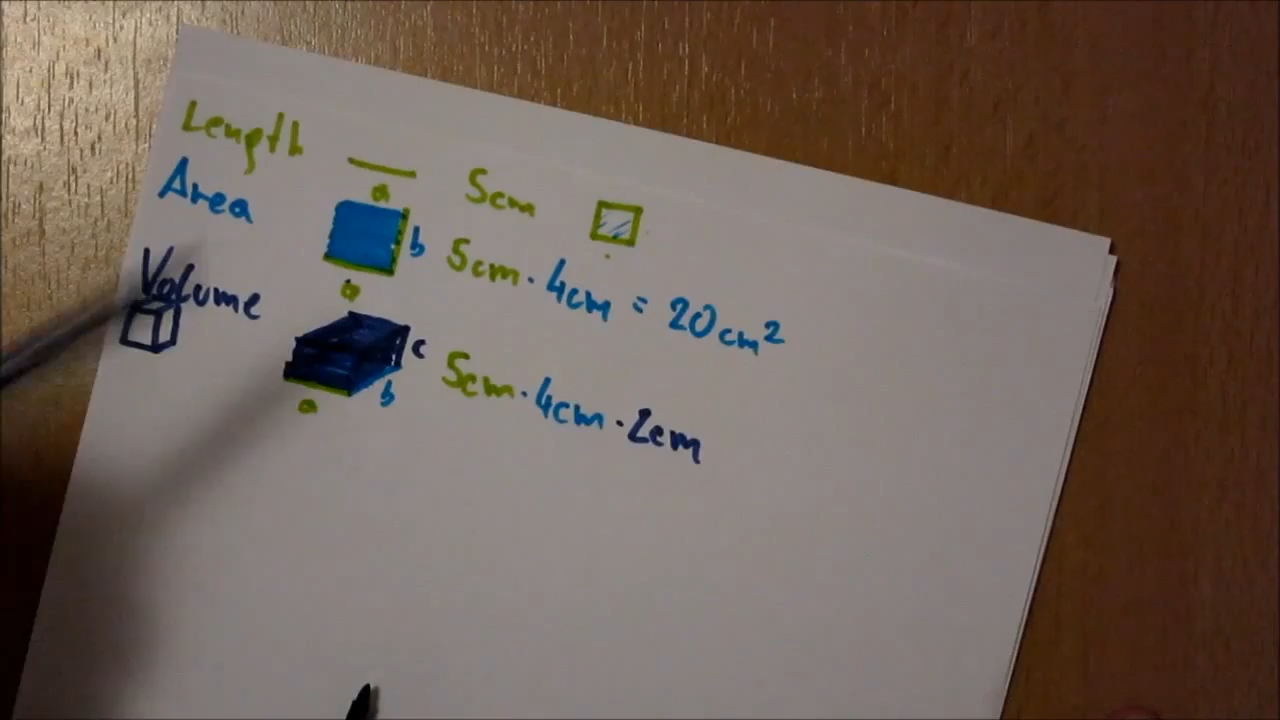 Length a 5cm
Area b 5cm · 4cm = 20cm²
a
Volume c 5cm · 4cm · 2cm
b
a